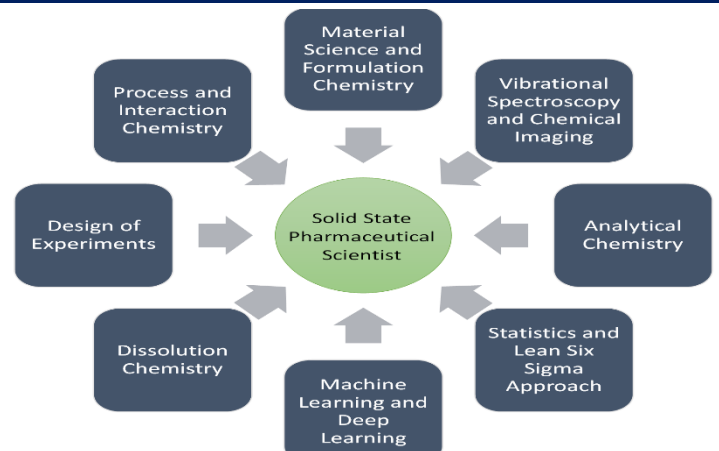 Material
Science and
Formulation
Chemistry
Vibrational
Spectroscopy
and Chemical
Imaging
Analytical
Chemistry
Statistics and
Lean Six
Sigma
Approach
Machine
Learning and
Deep
Learning
Dissolution
Chemistry
Design of
Experiments
Process and
Interaction
Chemistry
Solid State
Pharmaceutical
Scientist